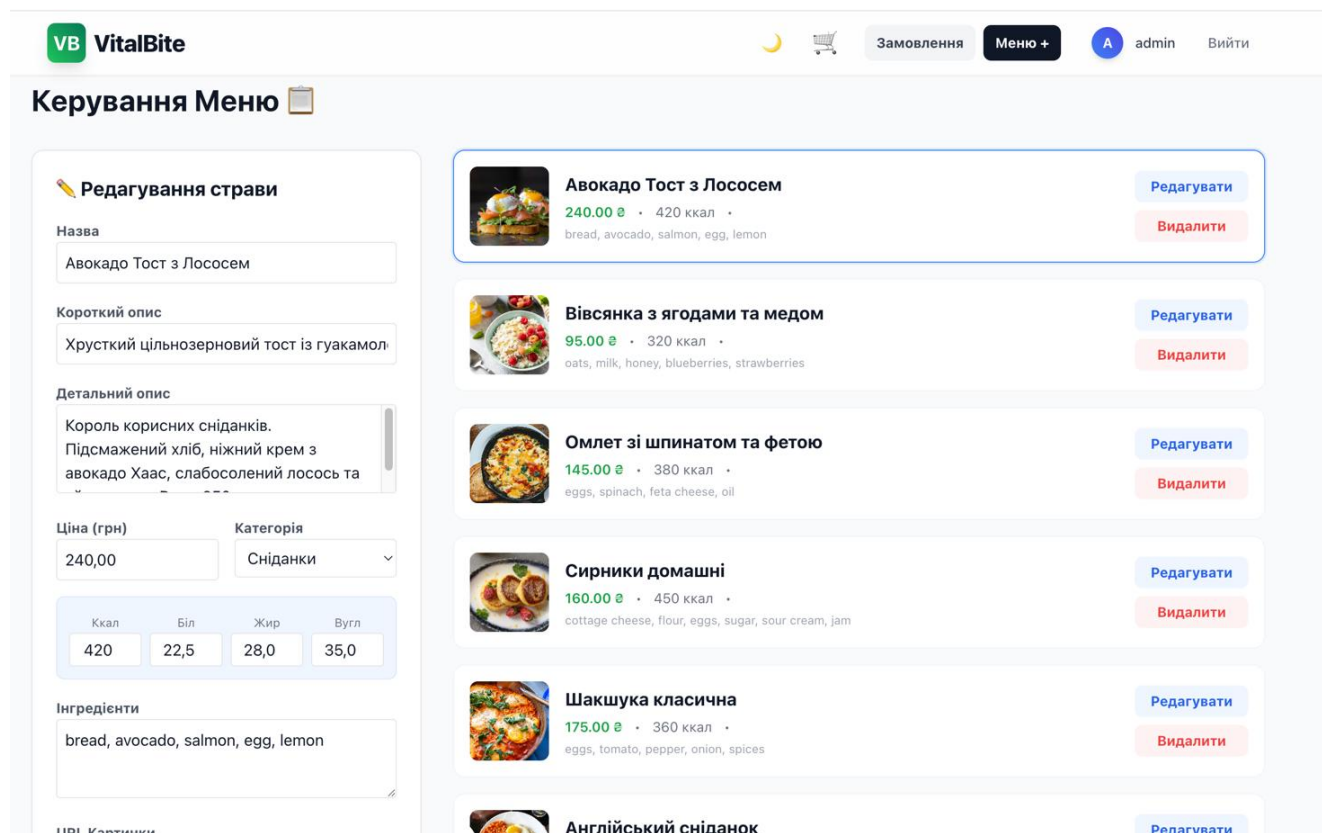 VB VitalBite
Замовлення
Меню +
A admin
Вийти
Керування Меню
Редагування страви
Назва
Авокадо Тост з Лососем
Короткий опис
Хрусткий цільнозерновий тост із гуакамол
Детальний опис
Король корисних сніданків.
Підсмажений хліб, ніжний крем з
авокадо Хаас, слабосолений лосось та
Ціна (грн) Категорія
240,00 Сніданки
Ккал Біл Жир Вугл
420 22,5 28,0 35,0
Інгредієнти
bread, avocado, salmon, egg, lemon
URL Картинки
Авокадо Тост з Лососем
240.00 ₴ • 420 ккал •
bread, avocado, salmon, egg, lemon
Редагувати
Видалити
Вівсянка з ягодами та медом
95.00 ₴ • 320 ккал •
oats, milk, honey, blueberries, strawberries
Редагувати
Видалити
Омлет зі шпинатом та фетою
145.00 ₴ • 380 ккал •
eggs, spinach, feta cheese, oil
Редагувати
Видалити
Сирники домашні
160.00 ₴ • 450 ккал •
cottage cheese, flour, eggs, sugar, sour cream, jam
Редагувати
Видалити
Шакшука класична
175.00 ₴ • 360 ккал •
eggs, tomato, pepper, onion, spices
Редагувати
Видалити
Англійський сніданок
Редагувати